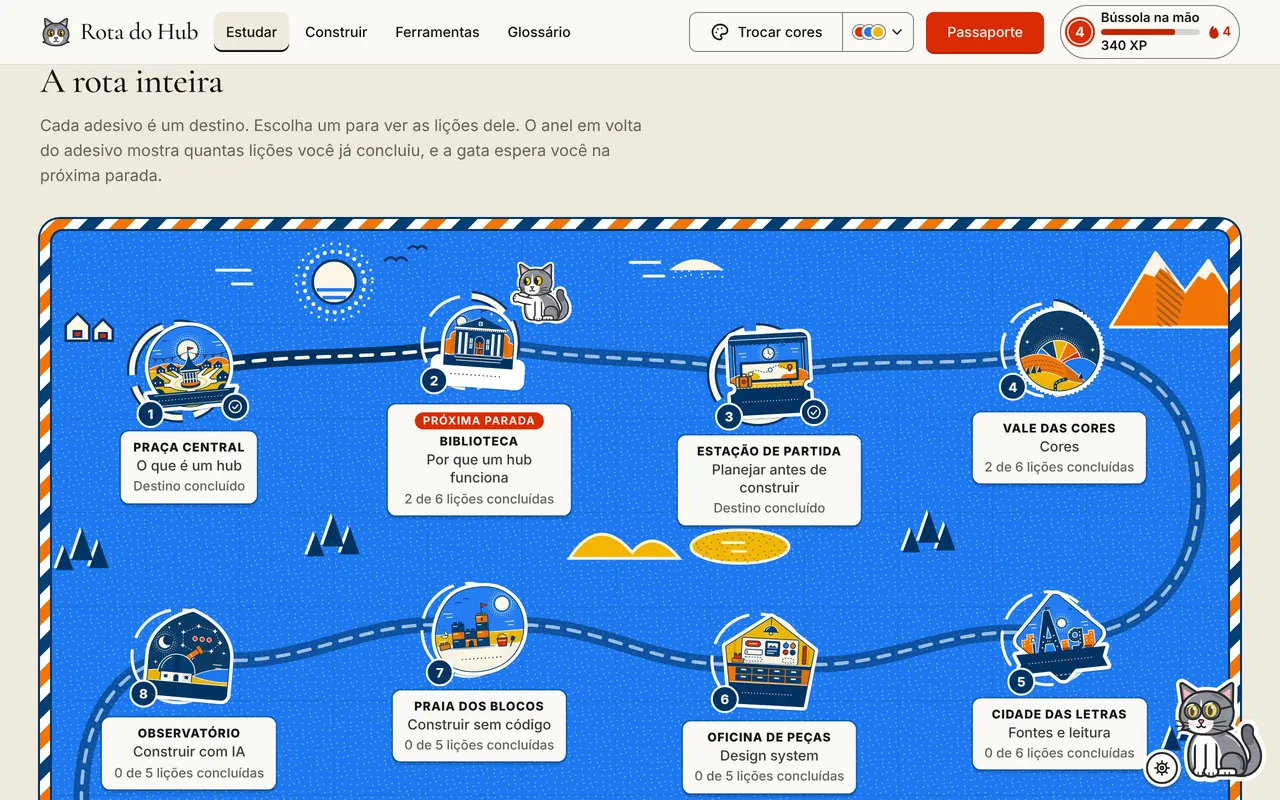 Rota do Hub
Estudar
Construir
Ferramentas
Glossário
Trocar cores
Passaporte
4
Bússola na mão
340 XP
4
A rota inteira
Cada adesivo é um destino. Escolha um para ver as lições dele. O anel em volta
do adesivo mostra quantas lições você já concluiu, e a gata espera você na
próxima parada.
1
PRAÇA CENTRAL
O que é um hub
Destino concluído
2
PRÓXIMA PARADA
BIBLIOTECA
Por que um hub
funciona
2 de 6 lições concluídas
3
ESTAÇÃO DE PARTIDA
Planejar antes de
construir
Destino concluído
4
VALE DAS CORES
Cores
2 de 6 lições concluídas
8
OBSERVATÓRIO
Construir com IA
0 de 5 lições concluídas
7
PRAIA DOS BLOCOS
Construir sem código
0 de 5 lições concluídas
6
OFICINA DE PEÇAS
Design system
0 de 5 lições concluídas
A g
5
CIDADE DAS LETRAS
Fontes e leitura
0 de 6 lições concluídas